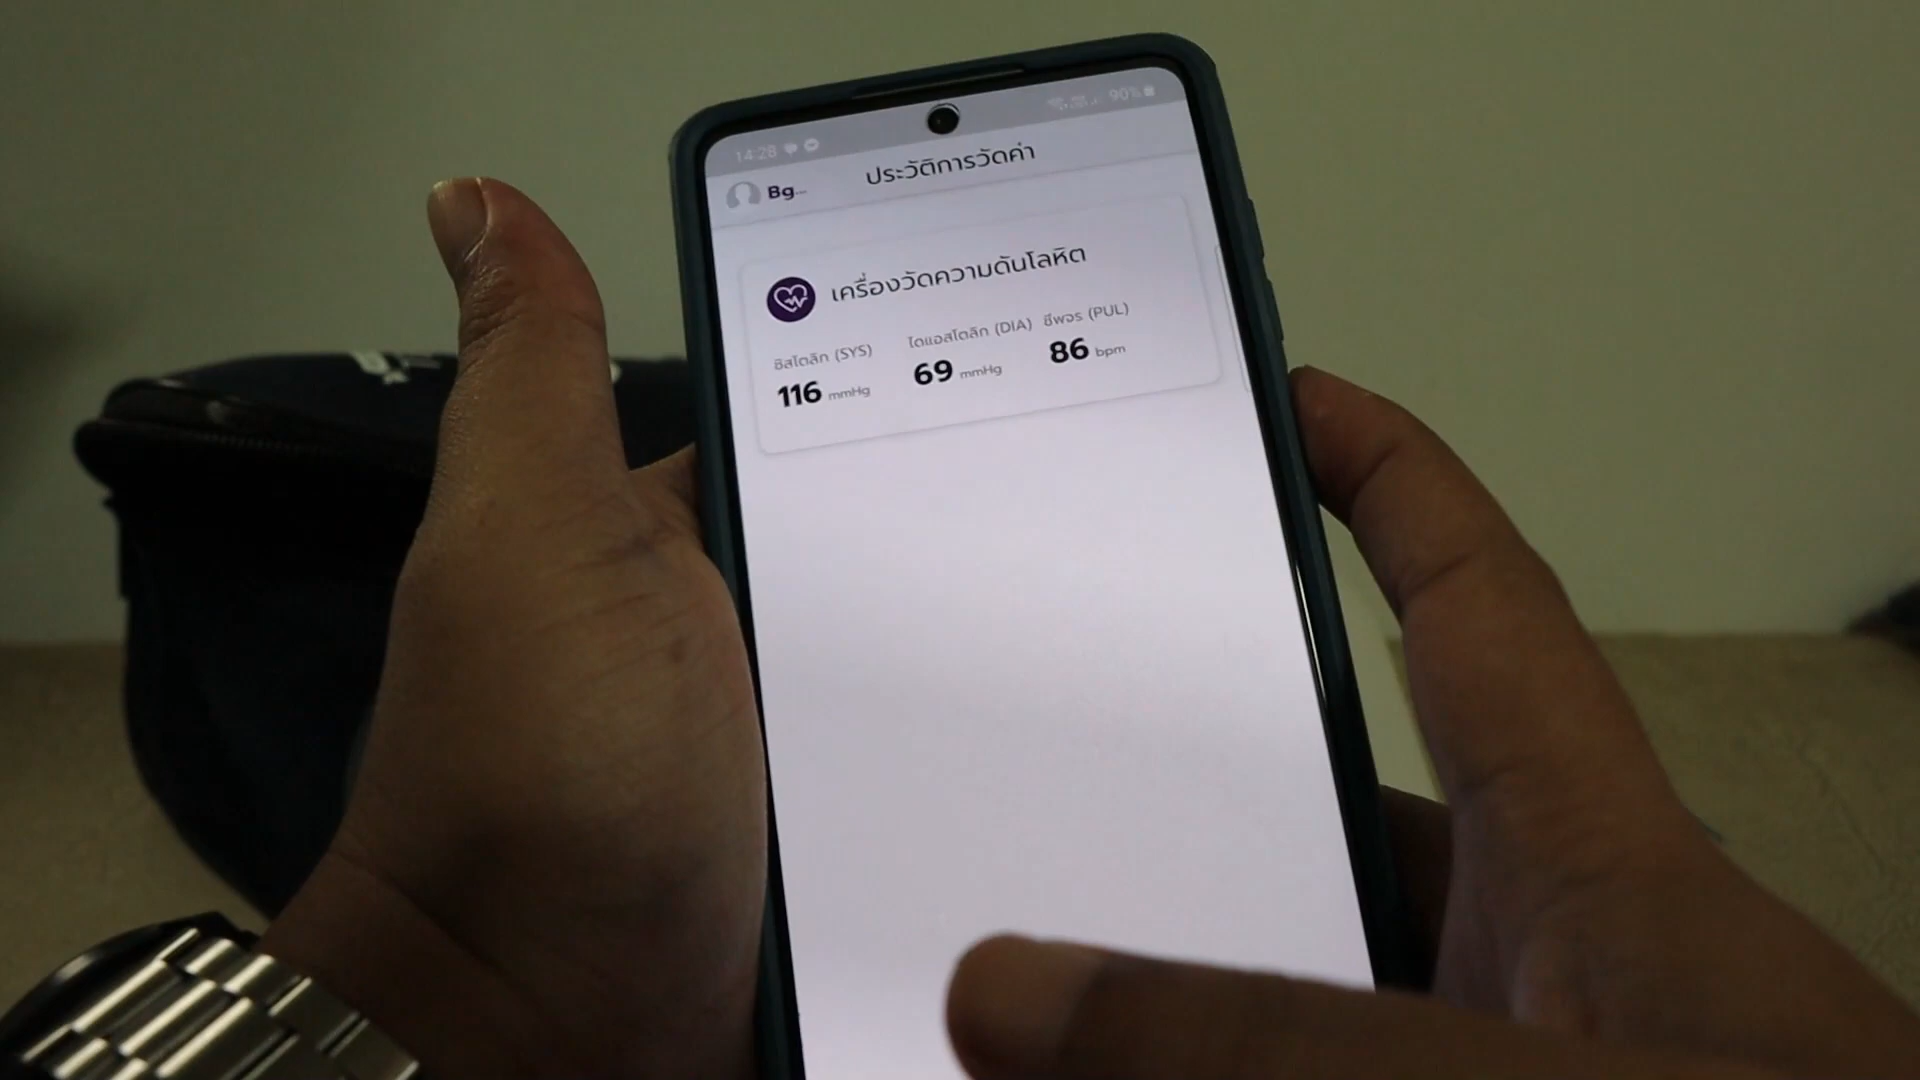 14:28
90%
ประวัติการวัดค่า
Bg...
เครื่องวัดความดันโลหิต
ซิสโตลิก (SYS) ไดแอสโตลิก (DIA) ชีพจร (PUL)
116 mmHg 69 mmHg 86 bpm